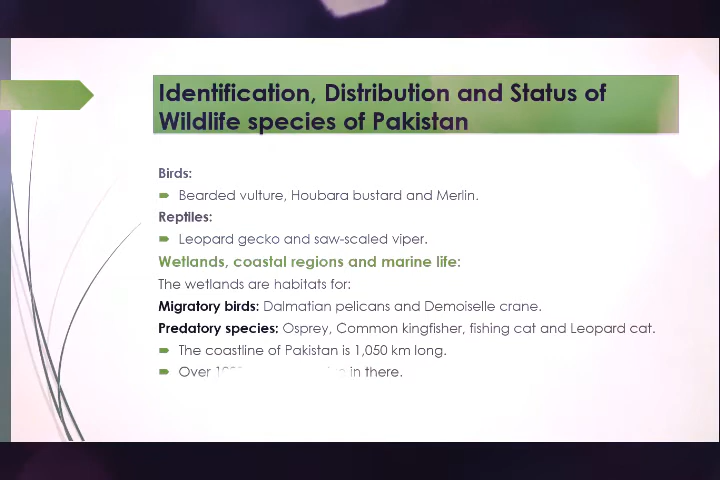 Identification, Distribution and Status of
Wildlife species of Pakistan
Birds:
Bearded vulture, Houbara bustard and Merlin.
Reptiles:
Leopard gecko and saw-scaled viper.
Wetlands, coastal regions and marine life:
The wetlands are habitats for:
Migratory birds: Dalmatian pelicans and Demoiselle crane.
Predatory species: Osprey, Common kingfisher, fishing cat and Leopard cat.
The coastline of Pakistan is 1,050 km long.
Over in there.